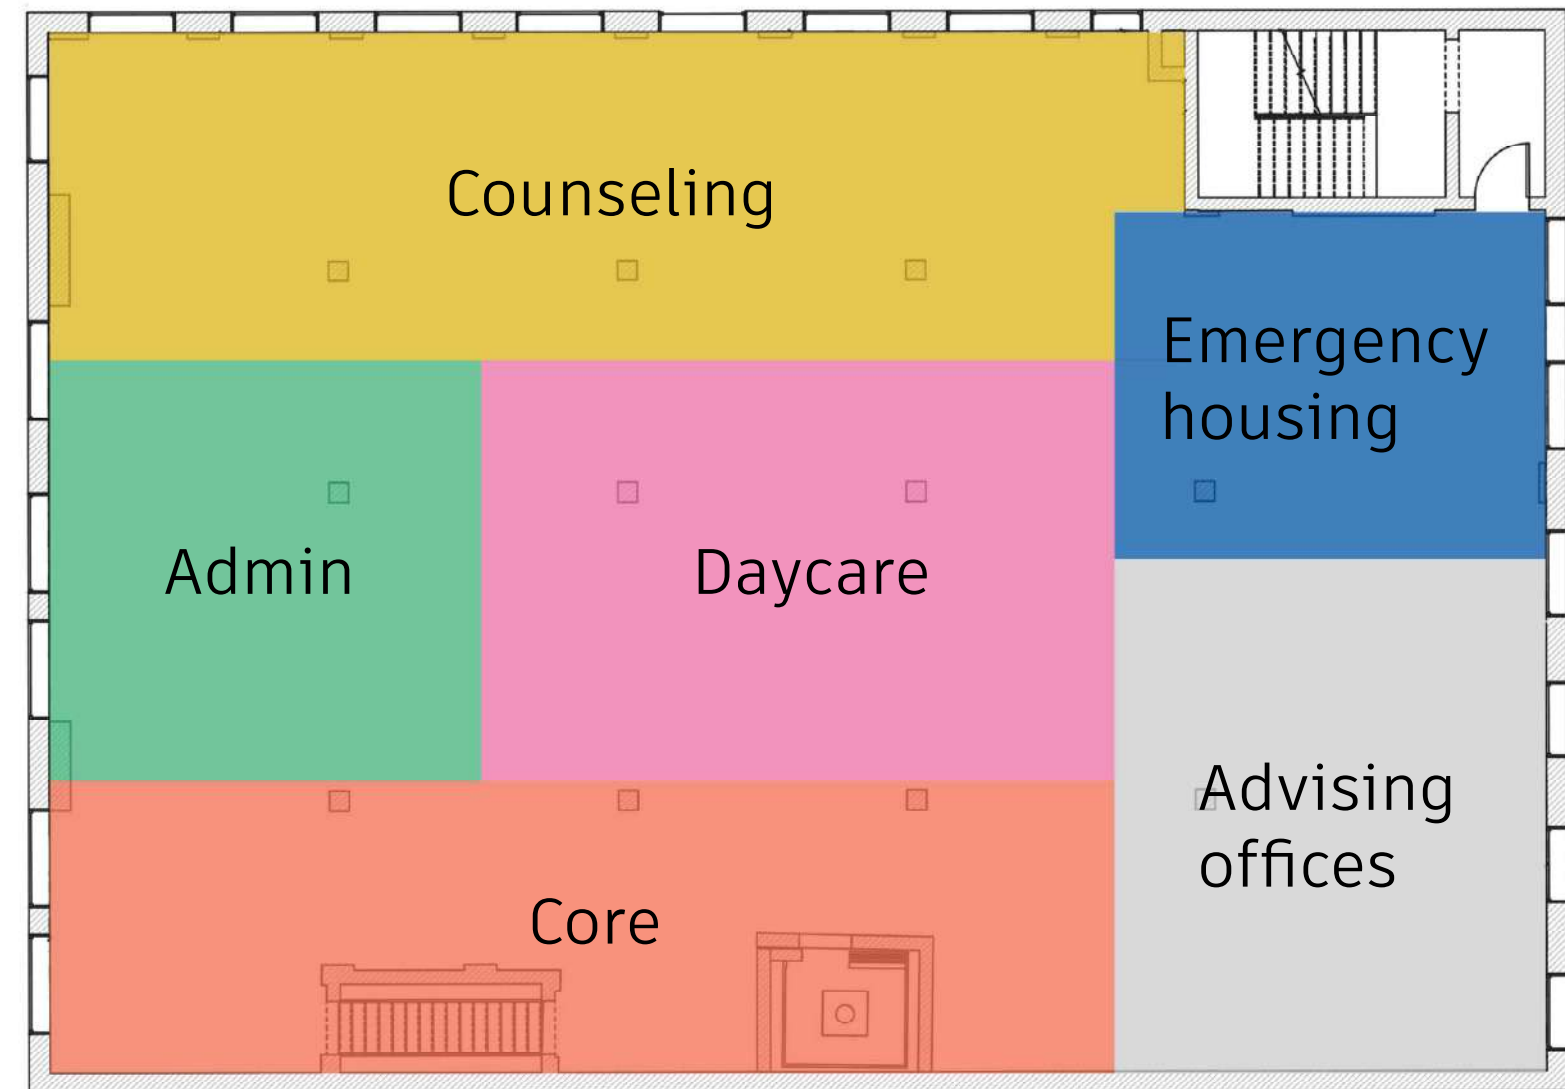 Counseling
Emergency
housing
Admin
Daycare
Advising
offices
Core